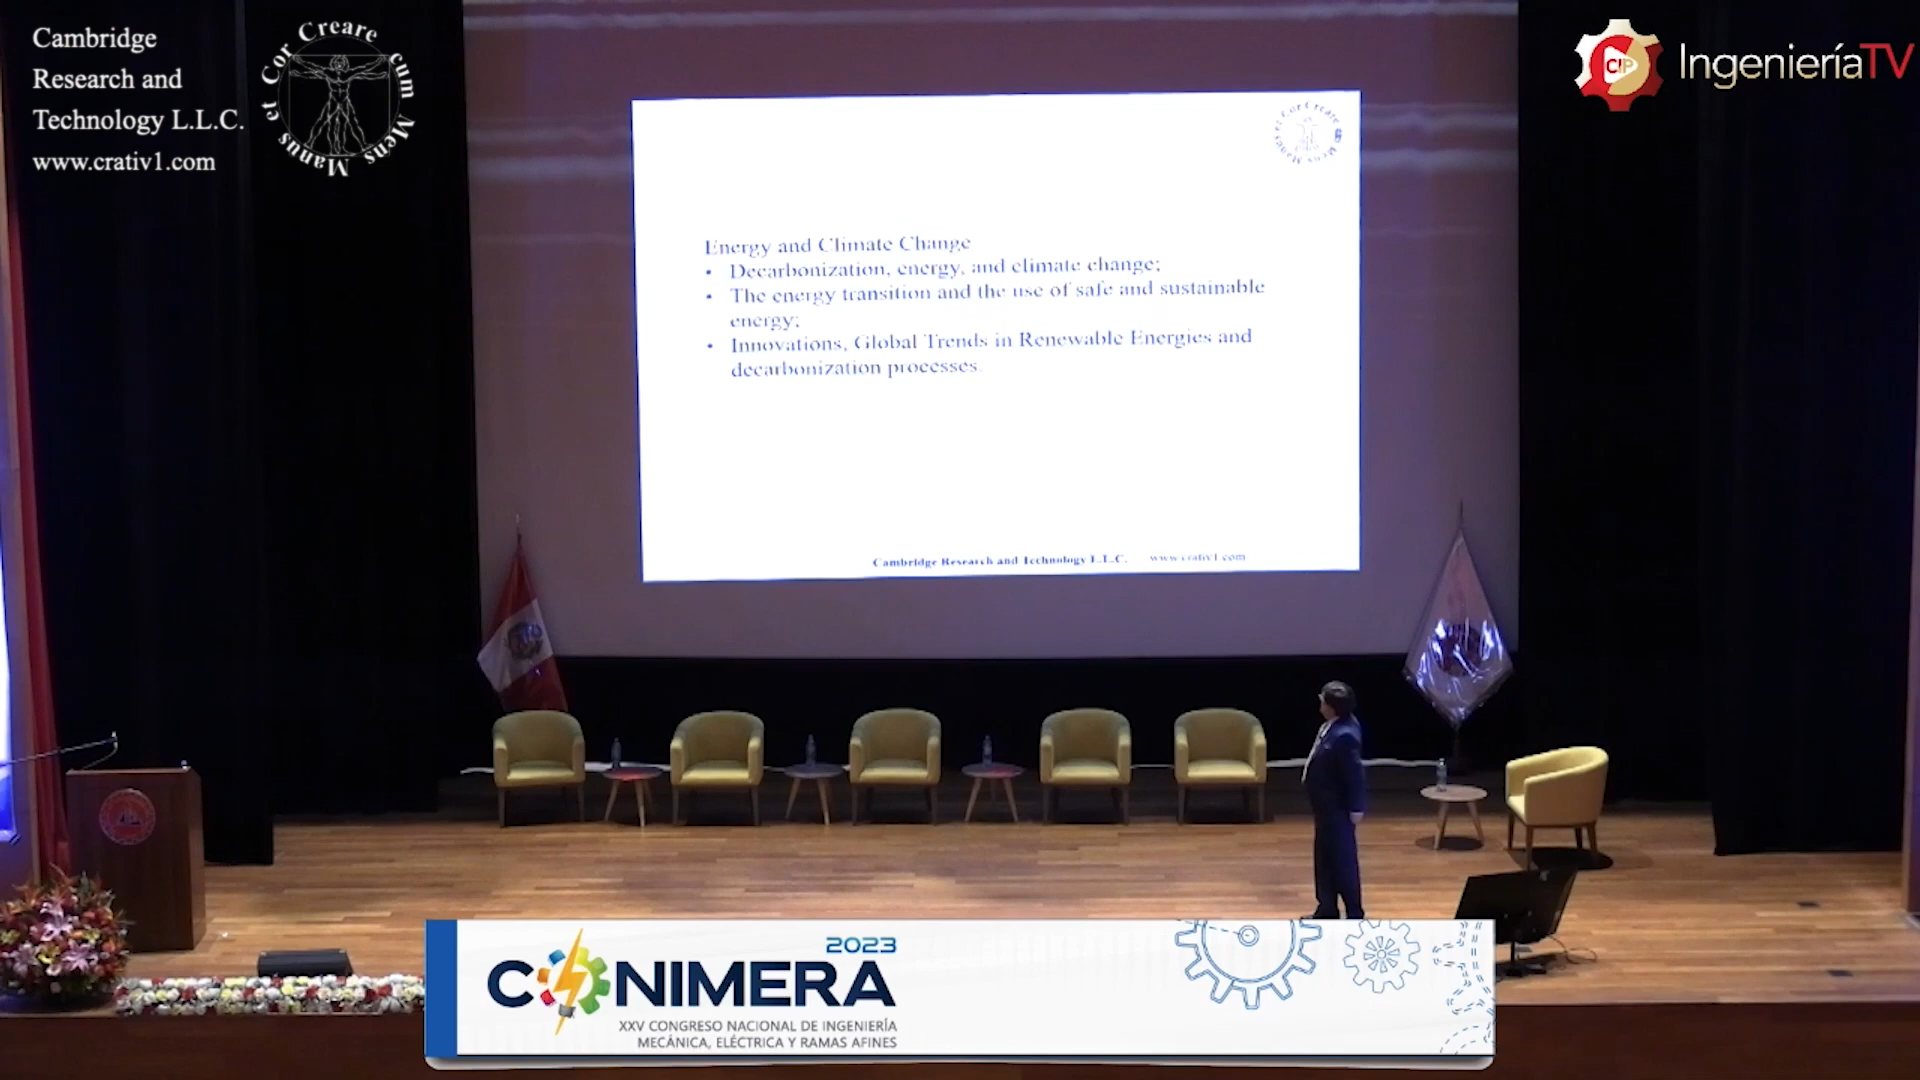 Cambridge
Research and
Technology L.L.C.
www.crativ1.com
Mens Manus et Cor Creare cum
CIP
IngenieríaTV
Energy and Climate Change
• Decarbonization, energy, and climate change;
• The energy transition and the use of safe and sustainable
energy;
• Innovations, Global Trends in Renewable Energies and
decarbonization processes.
Cambridge Research and Technology L.L.C. www.crativ1.com
2023
CONIMERA
XXV CONGRESO NACIONAL DE INGENIERÍA
MECÁNICA, ELÉCTRICA Y RAMAS AFINES